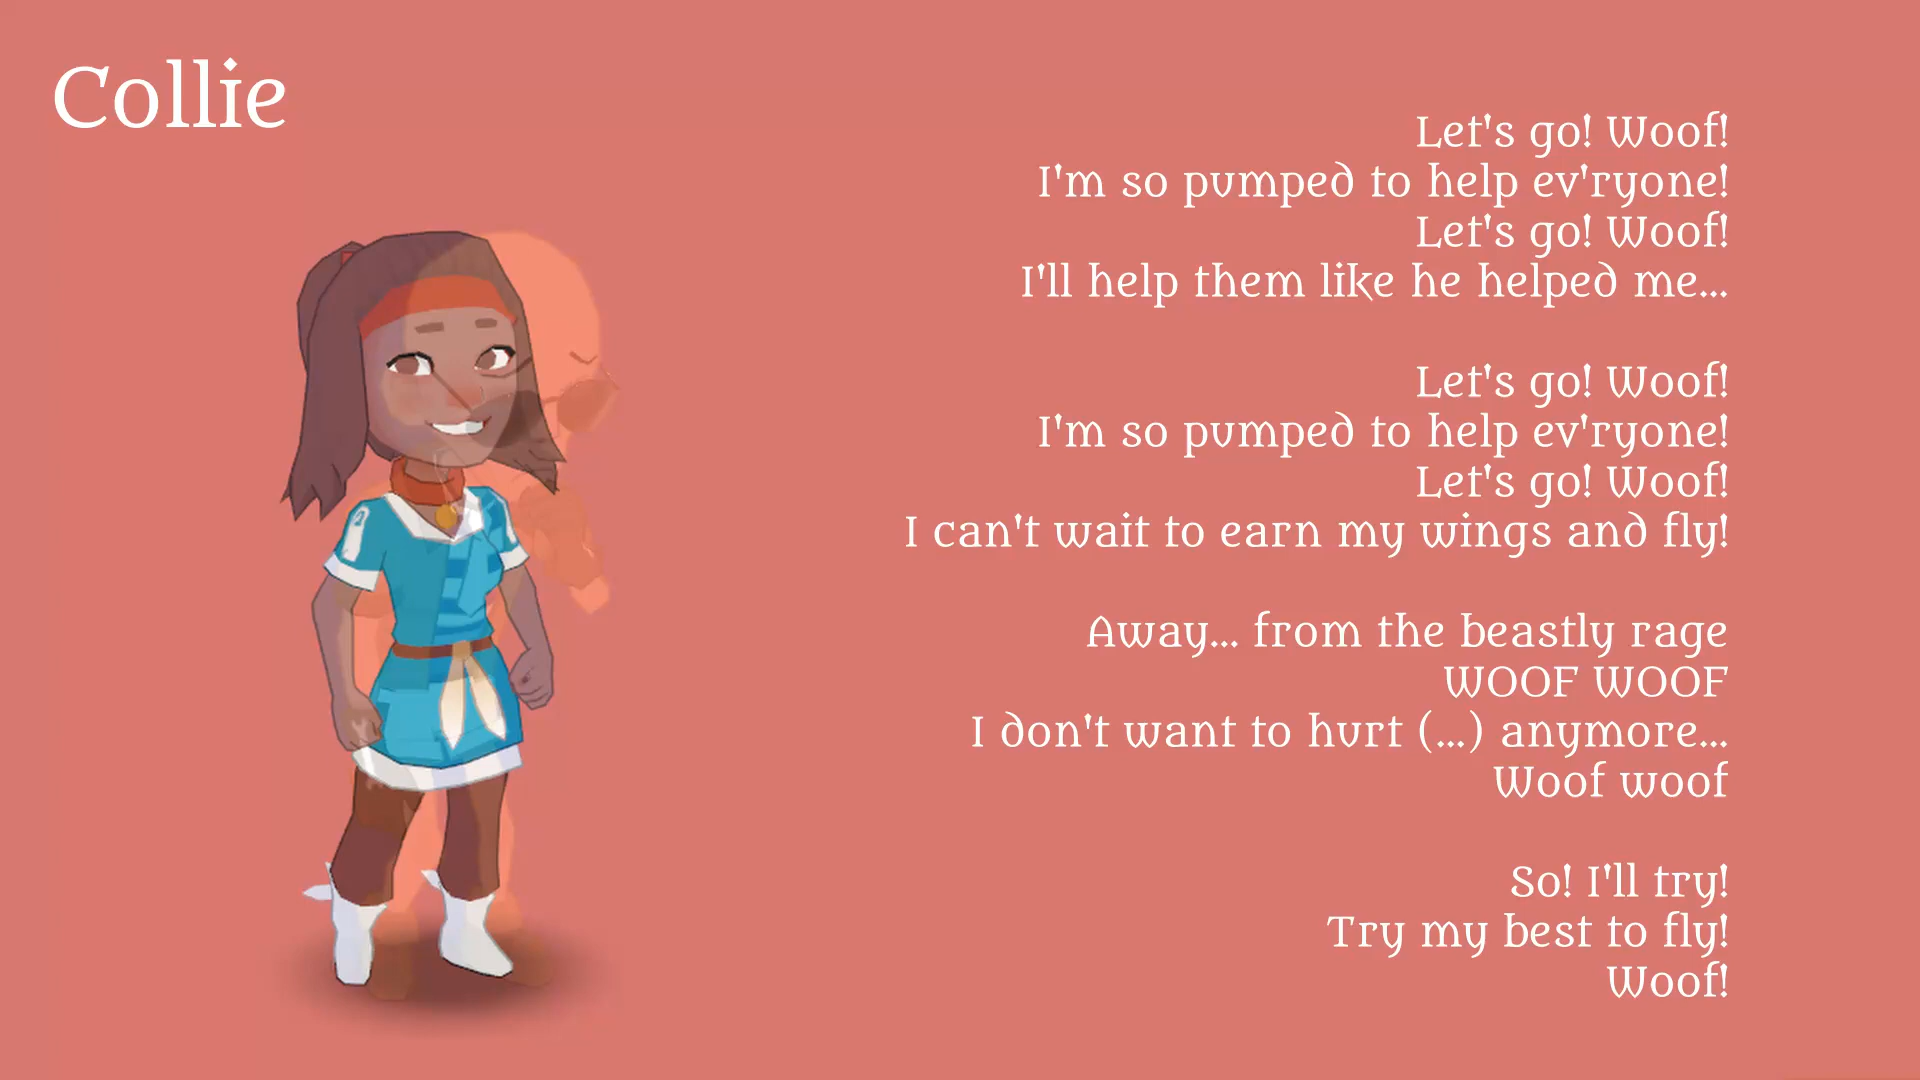 Collie
Let's go! Woof!
I'm so pumped to help ev'ryone!
Let's go! Woof!
I'll help them like he helped me...
Let's go! Woof!
I'm so pumped to help ev'ryone!
Let's go! Woof!
I can't wait to earn my wings and fly!
Away... from the beastly rage
WOOF WOOF
I don't want to hurt (...) anymore...
Woof woof
So! I'll try!
Try my best to fly!
Woof!